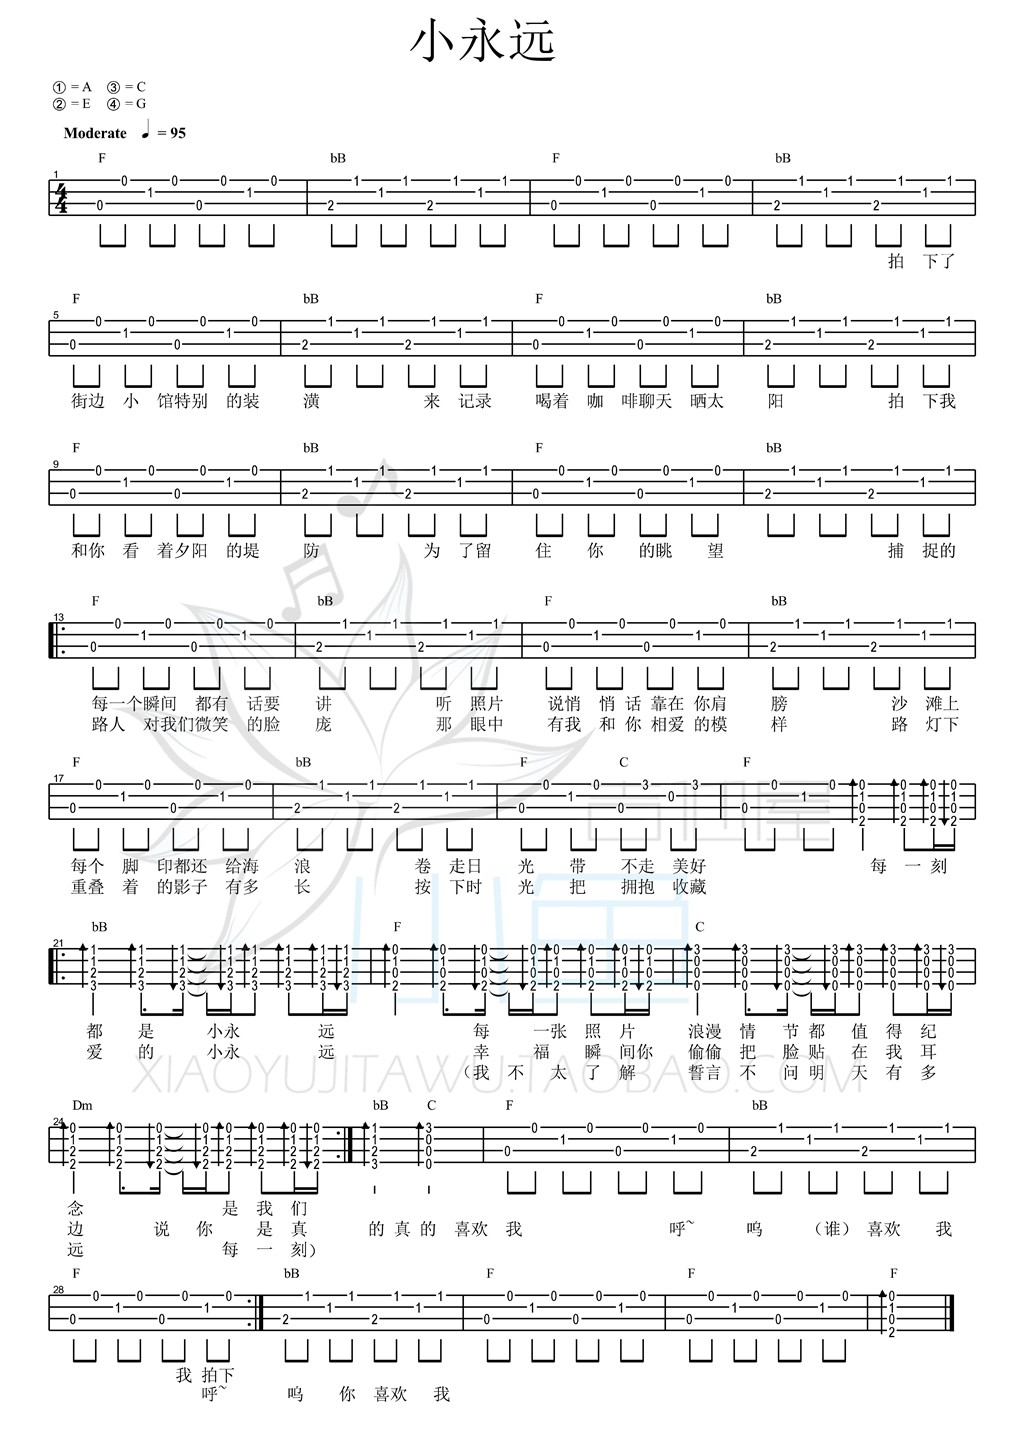 小永远
① = A ③ = C
② = E ④ = G
Moderate ♩ = 95
F bB F bB
拍 下了
F bB F bB
街边 小 馆特别 的装 潢 来 记录 喝着 咖 啡聊天 晒太 阳 拍 下我
F bB F bB
和你 看 着夕阳 的堤 防 为 了留 住 你 的眺 望 捕 捉的
F bB F bB
每一个瞬间 都有 话要 讲 听 照片 说悄 悄 话 靠在 你肩 膀 沙 滩上
路人 对我们微笑 的脸 庞 那 眼中 有我 和 你 相爱 的模 样 路 灯下
F bB F C F
每个 脚 印都还 给海 浪 卷 走日 光 带 不走 美好 每 一 刻
重叠 着 的影子 有多 长 按 下时 光 把 拥抱 收藏
bB F C
都 是 小永 远 每 一张 照 片 浪漫 情 节 都 值 得 纪
爱 的 小永 远 幸 福 瞬 间你 偷偷 把 脸 贴 在 我 耳
(我 不 太 了 解 誓言 不 问 明 天 有 多
Dm bB C F bB
念 是 我 们
边 说 你 是 真 的 真 的 喜欢 我 呼~ 呜 (谁) 喜欢 我
远 每 一 刻)
F bB F F F
我 拍下
呼~ 呜 你 喜欢 我
XIAOYUJITAWU.TAOBAO.COM